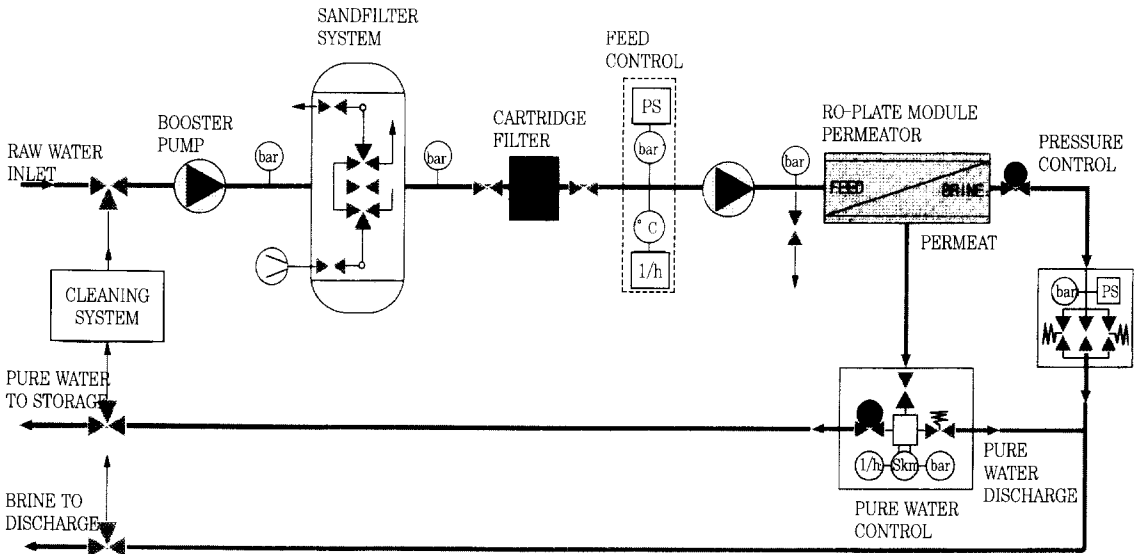 SANDFILTER
SYSTEM
FEED
CONTROL
PS
BOOSTER
PUMP
CARTRIDGE
FILTER
RO-PLATE MODULE
PERMEATOR
PRESSURE
CONTROL
RAW WATER
INLET
bar
bar
bar
bar
FEED
BRINE
°C
1/h
PERMEAT
CLEANING
SYSTEM
bar
PS
PURE WATER
TO STORAGE
1/h
Skm
bar
PURE
WATER
DISCHARGE
BRINE TO
DISCHARGE
PURE WATER
CONTROL